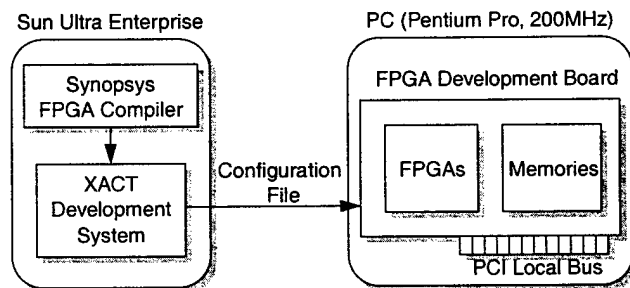 Sun Ultra Enterprise
Synopsys
FPGA Compiler
XACT
Development
System
Configuration
File
PC (Pentium Pro, 200MHz)
FPGA Development Board
FPGAs
Memories
PCI Local Bus